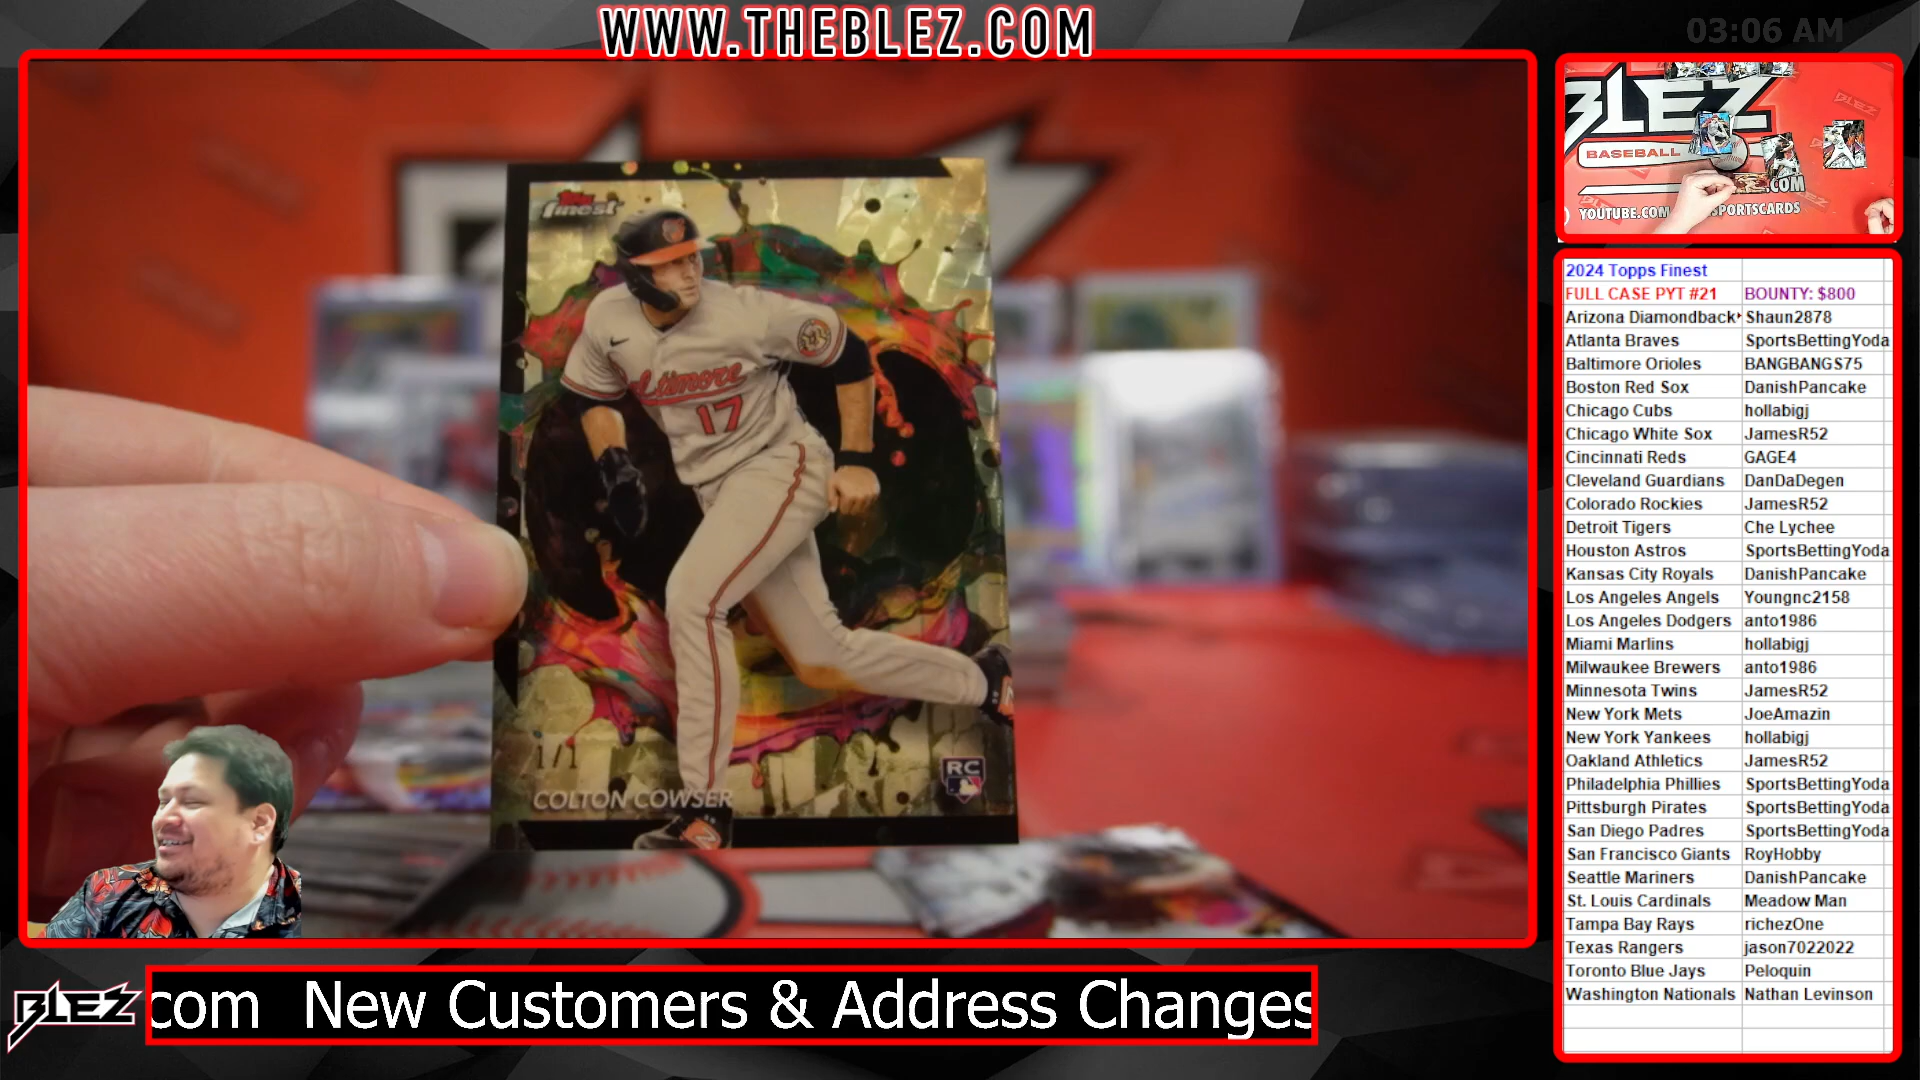 WWW.THEBLEZ.COM
03:06 AM
Topps
finest
Baltimore
17
1/1
RC
COLTON COWSER
BLEZ
BASEBALL
.COM
YOUTUBE.COM
SPORTSCARDS
2024 Topps Finest
FULL CASE PYT #21 BOUNTY: $800
Arizona Diamondback Shaun2878
Atlanta Braves SportsBettingYoda
Baltimore Orioles BANGBANGS75
Boston Red Sox DanishPancake
Chicago Cubs hollabigj
Chicago White Sox JamesR52
Cincinnati Reds GAGE4
Cleveland Guardians DanDaDegen
Colorado Rockies JamesR52
Detroit Tigers Che Lychee
Houston Astros SportsBettingYoda
Kansas City Royals DanishPancake
Los Angeles Angels Youngnc2158
Los Angeles Dodgers anto1986
Miami Marlins hollabigj
Milwaukee Brewers anto1986
Minnesota Twins JamesR52
New York Mets JoeAmazin
New York Yankees hollabigj
Oakland Athletics JamesR52
Philadelphia Phillies SportsBettingYoda
Pittsburgh Pirates SportsBettingYoda
San Diego Padres SportsBettingYoda
San Francisco Giants RoyHobby
Seattle Mariners DanishPancake
St. Louis Cardinals Meadow Man
Tampa Bay Rays richezOne
Texas Rangers jason7022022
Toronto Blue Jays Peloquin
Washington Nationals Nathan Levinson
BLEZ
com New Customers & Address Changes